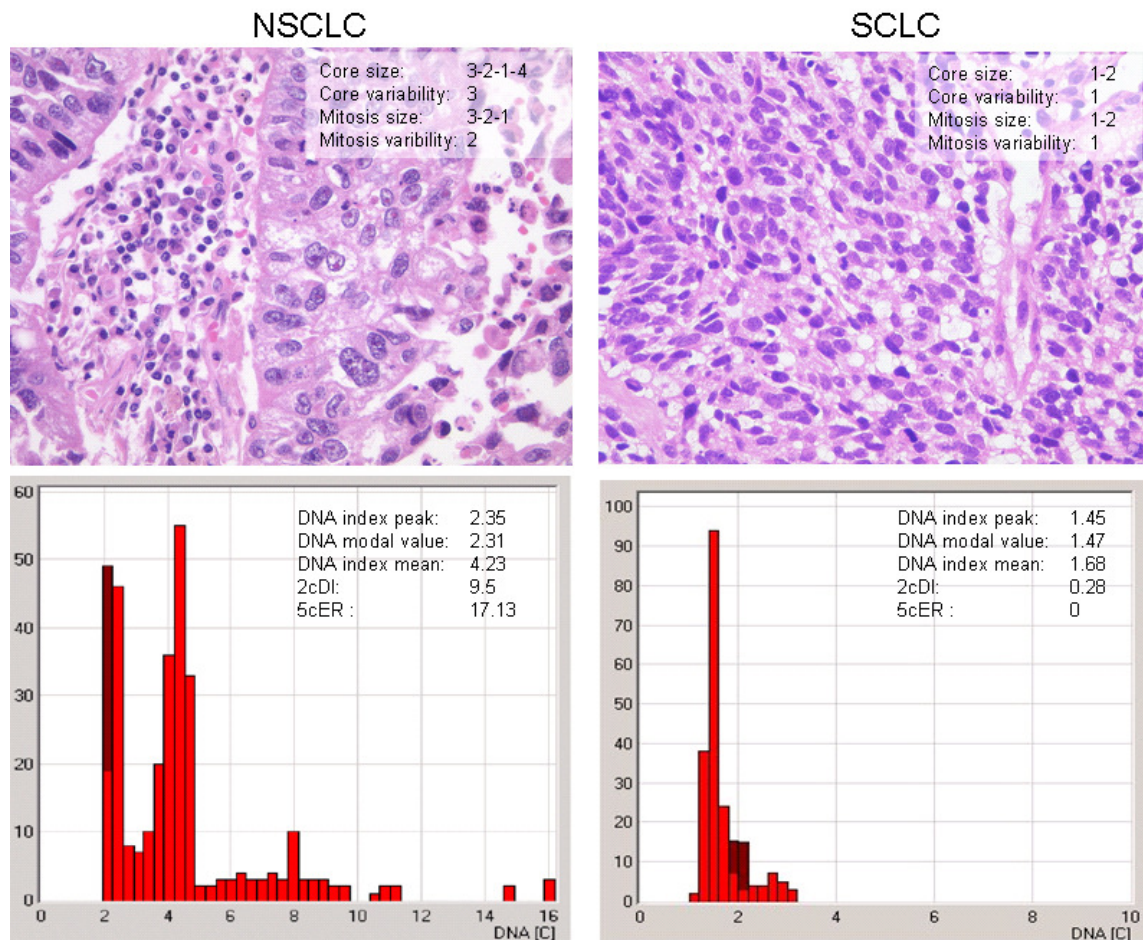 NSCLC
Core size: 3-2-1-4
Core variability: 3
Mitosis size: 3-2-1
Mitosis varibility: 2
SCLC
Core size: 1-2
Core variability: 1
Mitosis size: 1-2
Mitosis variability: 1
60
50
40
30
20
10
0
DNA index peak: 2.35
DNA modal value: 2.31
DNA index mean: 4.23
2cDI: 9.5
5cER : 17.13
0 2 4 6 8 10 12 14 16
DNA [C]
100
90
80
70
60
50
40
30
20
10
0
DNA index peak: 1.45
DNA modal value: 1.47
DNA index mean: 1.68
2cDI: 0.28
5cER : 0
0 2 4 6 8 10
DNA [C]